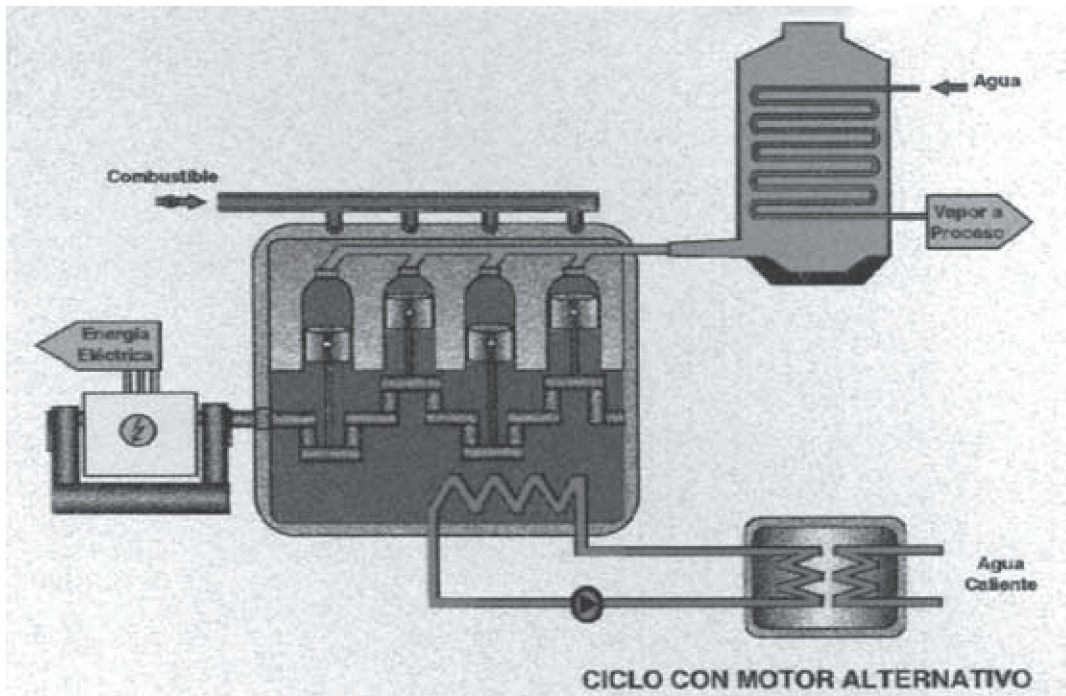 Agua
Combustible
Vapor a
Proceso
Energía
Eléctrica
Agua
Caliente
CICLO CON MOTOR ALTERNATIVO